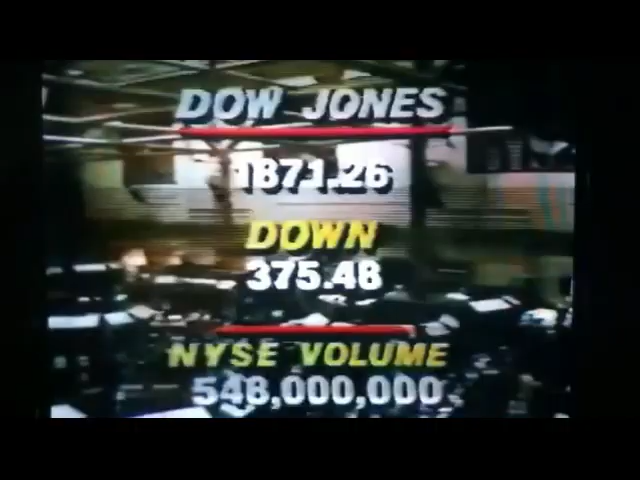 DOW JONES
1871.26
DOWN
375.48
NYSE VOLUME
548,000,000